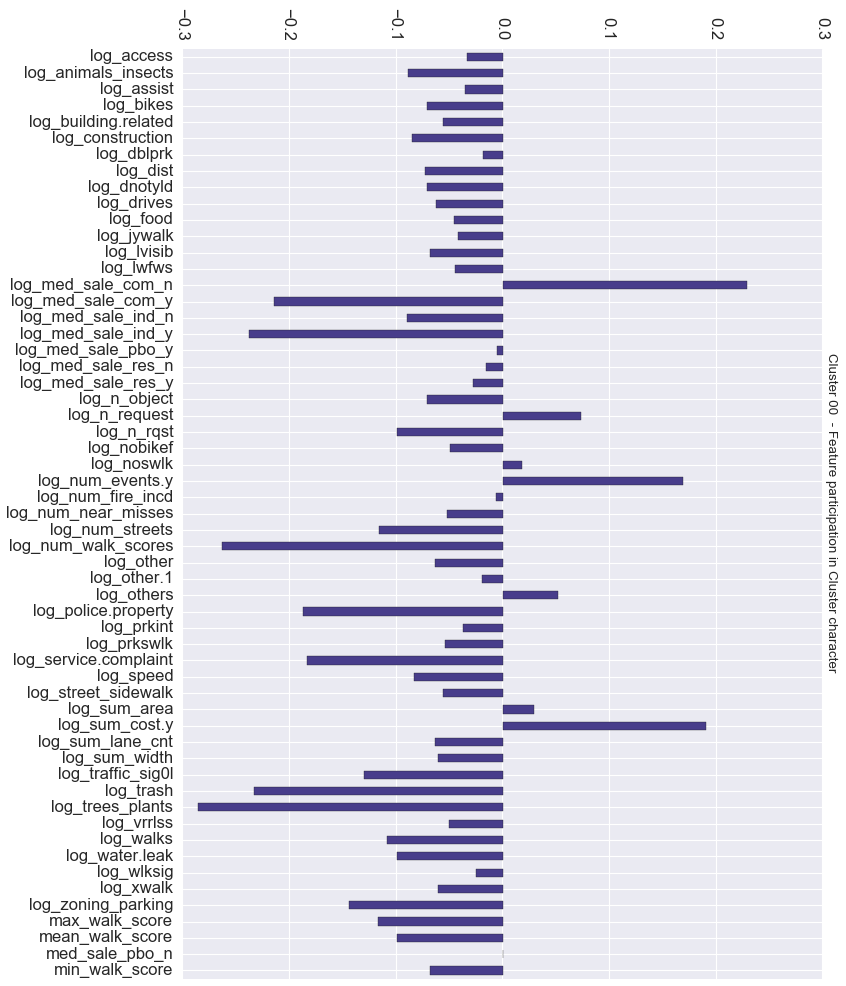 -0.3
-0.2
-0.1
0.0
0.1
0.2
0.3
log_access
log_animals_insects
log_assist
log_bikes
log_building.related
log_construction
log_dblprk
log_dist
log_dnotyld
log_drives
log_food
log_jywalk
log_lvisib
log_lwfws
log_med_sale_com_n
log_med_sale_com_y
log_med_sale_ind_n
log_med_sale_ind_y
log_med_sale_pbo_y
log_med_sale_res_n
log_med_sale_res_y
log_n_object
log_n_request
log_n_rqst
log_nobikef
log_noswlk
log_num_events.y
log_num_fire_incd
log_num_near_misses
log_num_streets
log_num_walk_scores
log_other
log_other.1
log_others
log_police.property
log_prkint
log_prkswlk
log_service.complaint
log_speed
log_street_sidewalk
log_sum_area
log_sum_cost.y
log_sum_lane_cnt
log_sum_width
log_traffic_sig0l
log_trash
log_trees_plants
log_vrrlss
log_walks
log_water.leak
log_wlksig
log_xwalk
log_zoning_parking
max_walk_score
mean_walk_score
med_sale_pbo_n
min_walk_score
Cluster 00 - Feature participation in Cluster character